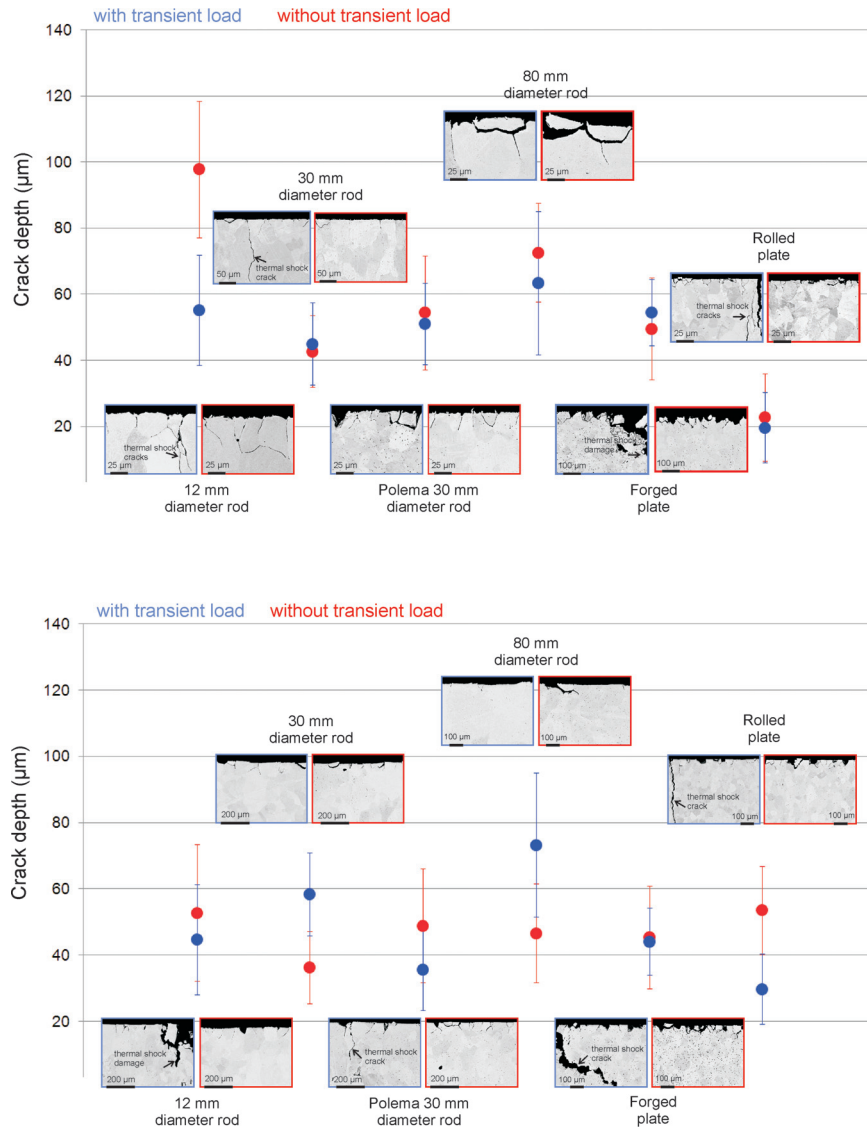 with transient load without transient load
140
120
100
80
60
40
20
Crack depth (µm)
80 mm
diameter rod
25 µm
25 µm
30 mm
diameter rod
thermal shock
crack
50 µm
50 µm
Rolled
plate
thermal shock
cracks
25 µm
25 µm
thermal shock
cracks
25 µm
25 µm
12 mm
diameter rod
25 µm
25 µm
Polema 30 mm
diameter rod
thermal shock
damage
100 µm
100 µm
Forged
plate
with transient load without transient load
140
120
100
80
60
40
20
Crack depth (µm)
80 mm
diameter rod
100 µm
100 µm
30 mm
diameter rod
200 µm
200 µm
Rolled
plate
thermal shock
crack
100 µm
100 µm
thermal shock
damage
200 µm
200 µm
12 mm
diameter rod
thermal shock
crack
200 µm
200 µm
Polema 30 mm
diameter rod
thermal shock
crack
100 µm
100 µm
Forged
plate